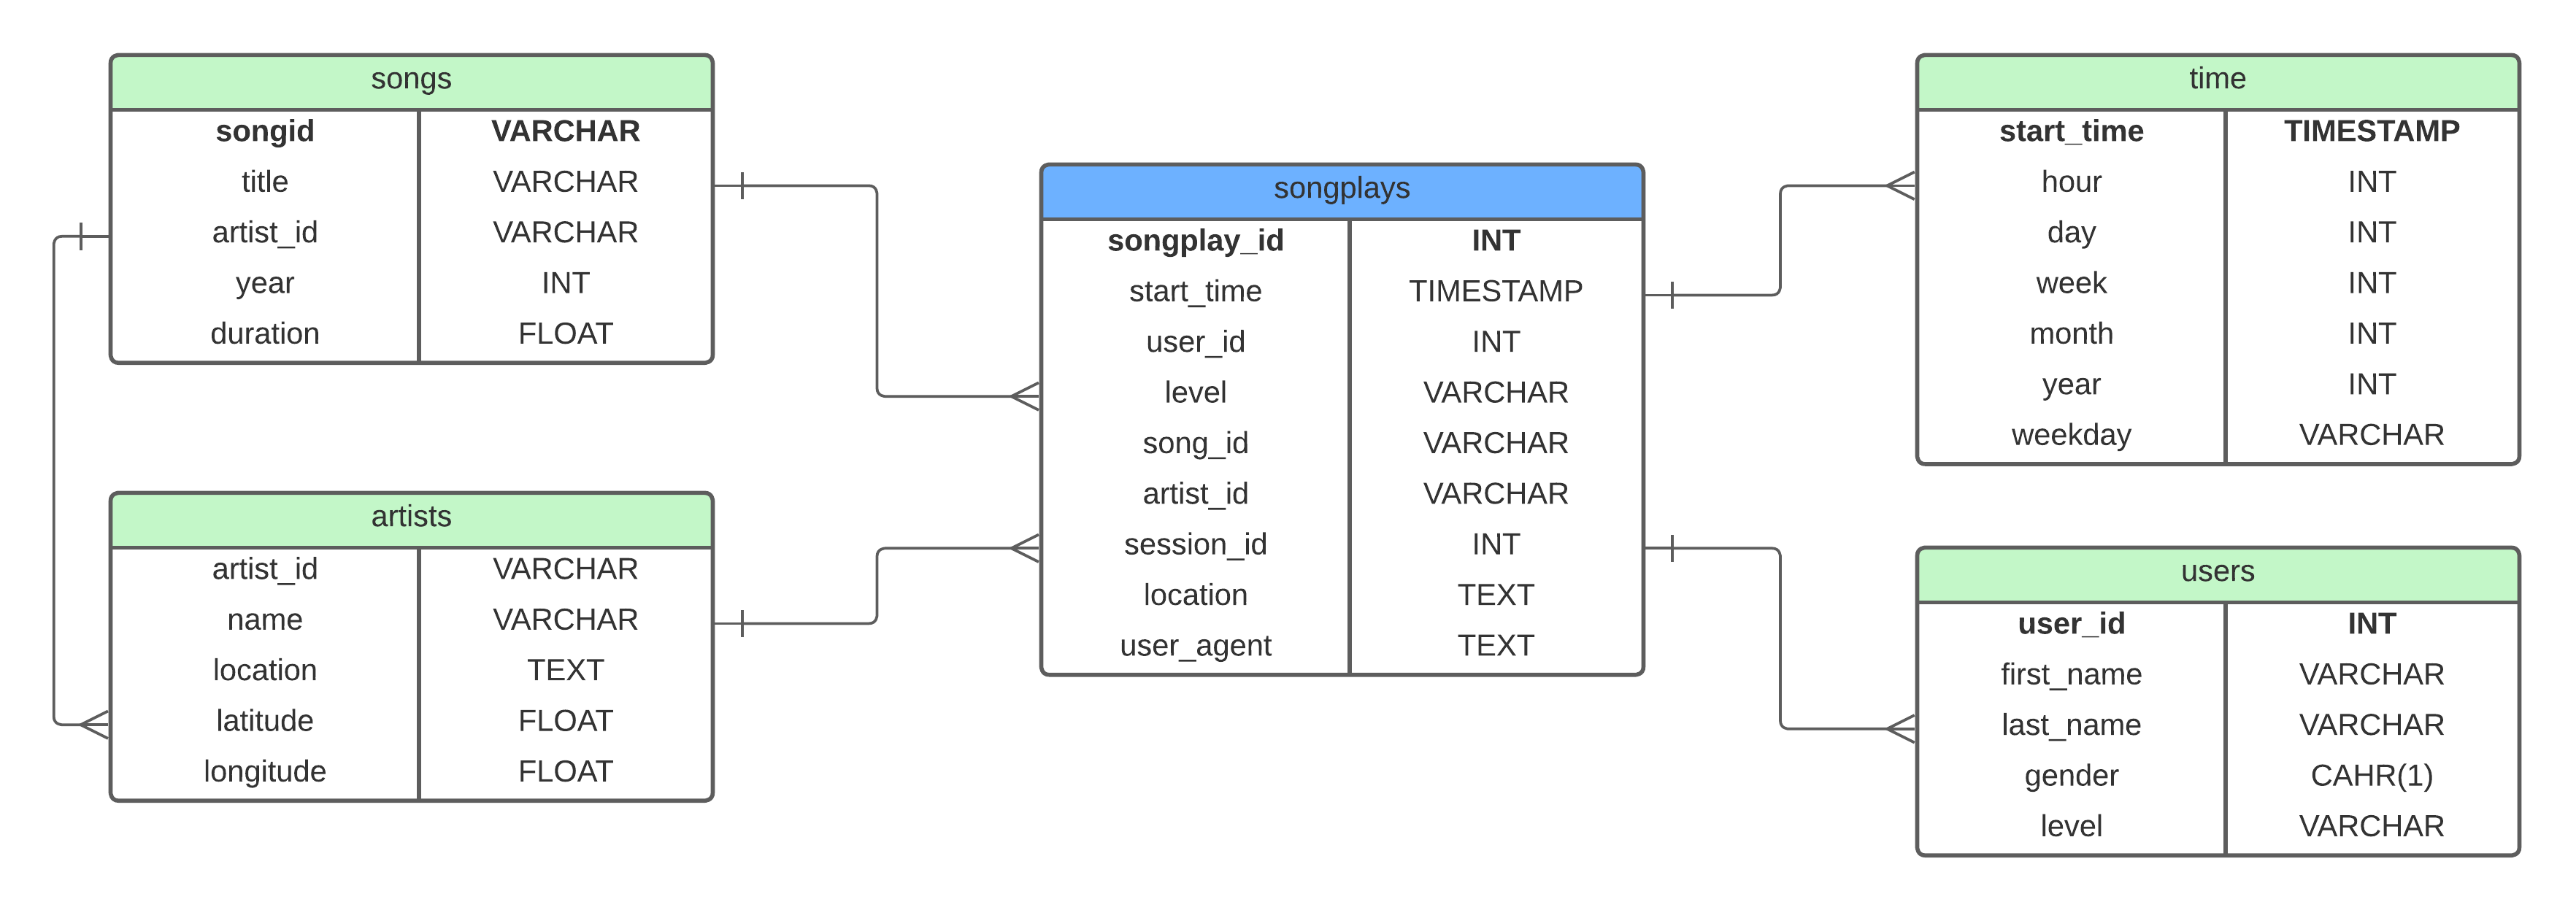 songs
songid VARCHAR
title VARCHAR
artist_id VARCHAR
year INT
duration FLOAT
artists
artist_id VARCHAR
name VARCHAR
location TEXT
latitude FLOAT
longitude FLOAT
songplays
songplay_id INT
start_time TIMESTAMP
user_id INT
level VARCHAR
song_id VARCHAR
artist_id VARCHAR
session_id INT
location TEXT
user_agent TEXT
time
start_time TIMESTAMP
hour INT
day INT
week INT
month INT
year INT
weekday VARCHAR
users
user_id INT
first_name VARCHAR
last_name VARCHAR
gender CAHR(1)
level VARCHAR